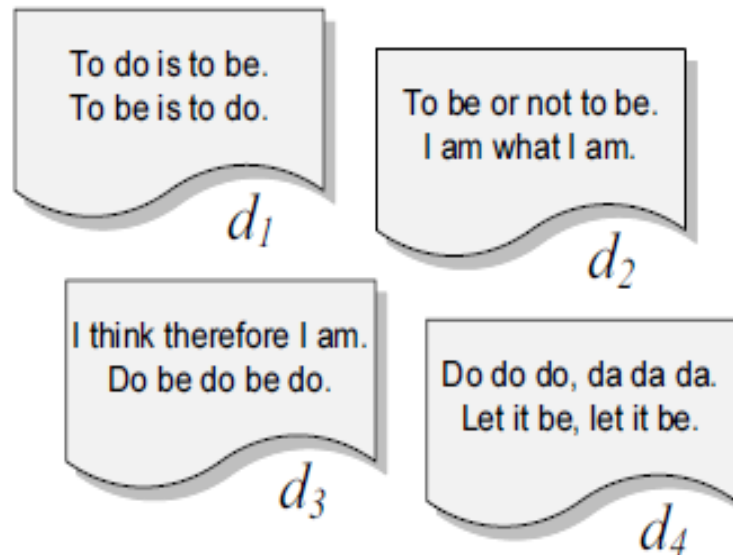 To do is to be.
To be is to do.
d1
To be or not to be.
I am what I am.
d2
I think therefore I am.
Do be do be do.
d3
Do do do, da da da.
Let it be, let it be.
d4